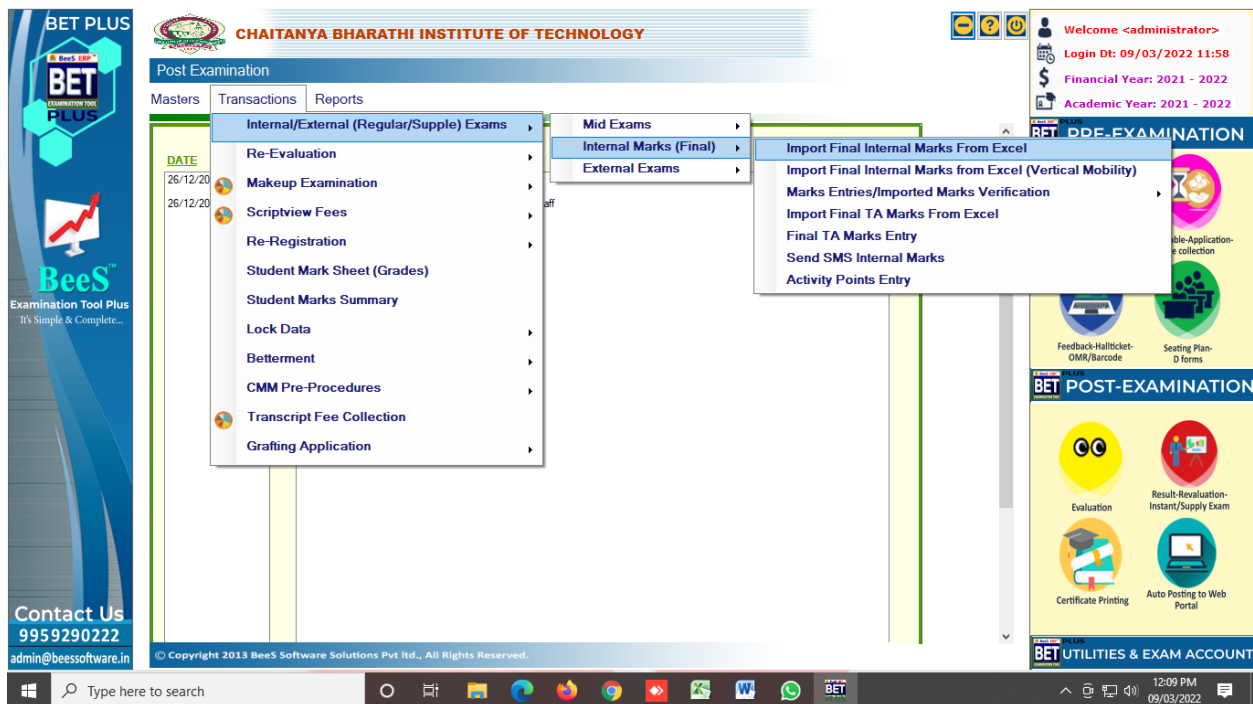 BET PLUS
BeeS ERP
BET
EXAMINATION TOOL
PLUS
BeeS™
Examination Tool Plus
It's Simple & Complete...
Contact Us
9959290222
admin@beessoftware.in
CHAITANYA BHARATHI INSTITUTE OF TECHNOLOGY
Post Examination
Masters Transactions Reports
Internal/External (Regular/Supple) Exams
Re-Evaluation
Makeup Examination
Scriptview Fees
Re-Registration
Student Mark Sheet (Grades)
Student Marks Summary
Lock Data
Betterment
CMM Pre-Procedures
Transcript Fee Collection
Grafting Application
Mid Exams
Internal Marks (Final)
External Exams
Import Final Internal Marks From Excel
Import Final Internal Marks from Excel (Vertical Mobility)
Marks Entries/Imported Marks Verification
Import Final TA Marks From Excel
Final TA Marks Entry
Send SMS Internal Marks
Activity Points Entry
DATE
26/12/20
26/12/20
aff
© Copyright 2013 BeeS Software Solutions Pvt ltd., All Rights Reserved.
Welcome <administrator>
Login Dt: 09/03/2022 11:58
Financial Year: 2021 - 2022
Academic Year: 2021 - 2022
BET PLUS PRE-EXAMINATION
ble-Application-
e collection
Feedback-Hallticket-
OMR/Barcode
Seating Plan-
D forms
BET PLUS POST-EXAMINATION
Evaluation
Result-Revaluation-
Instant/Supply Exam
Certificate Printing
Auto Posting to Web
Portal
BET PLUS UTILITIES & EXAM ACCOUNT
Type here to search
BET
PLUS
12:09 PM
09/03/2022